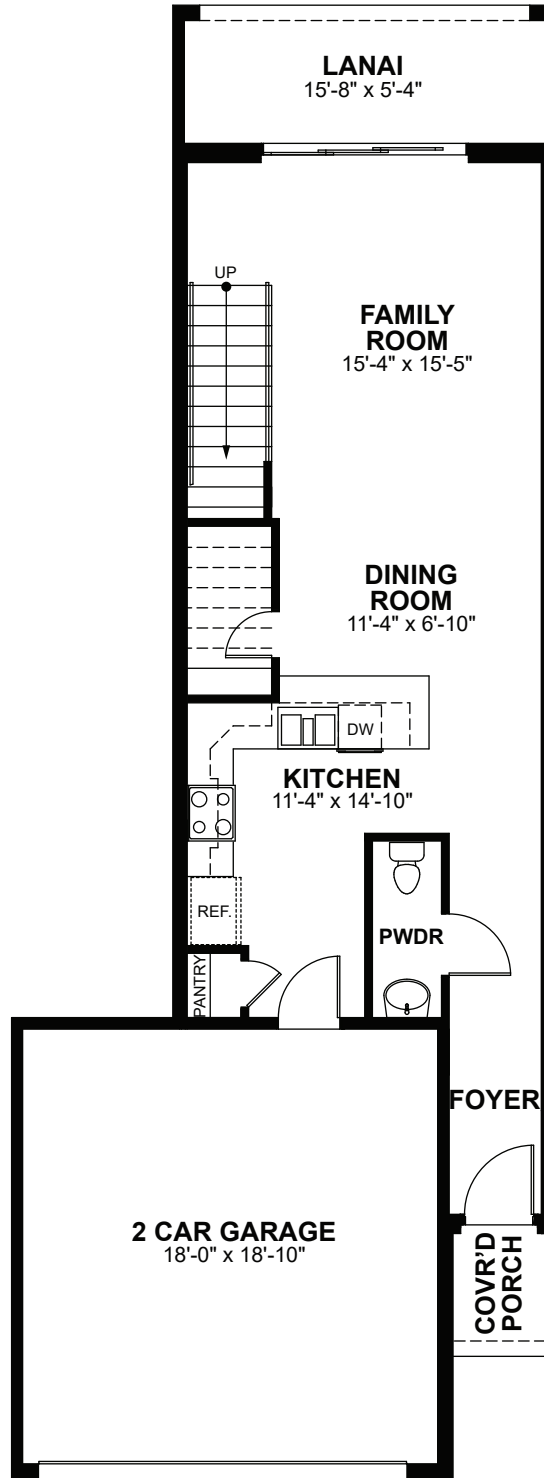 LANAI
15'-8" x 5'-4"
UP
FAMILY
ROOM
15'-4" x 15'-5"
DINING
ROOM
11'-4" x 6'-10"
DW
KITCHEN
11'-4" x 14'-10"
REF.
PWDR
PANTRY
FOYER
2 CAR GARAGE
18'-0" x 18'-10"
COVR'D
PORCH